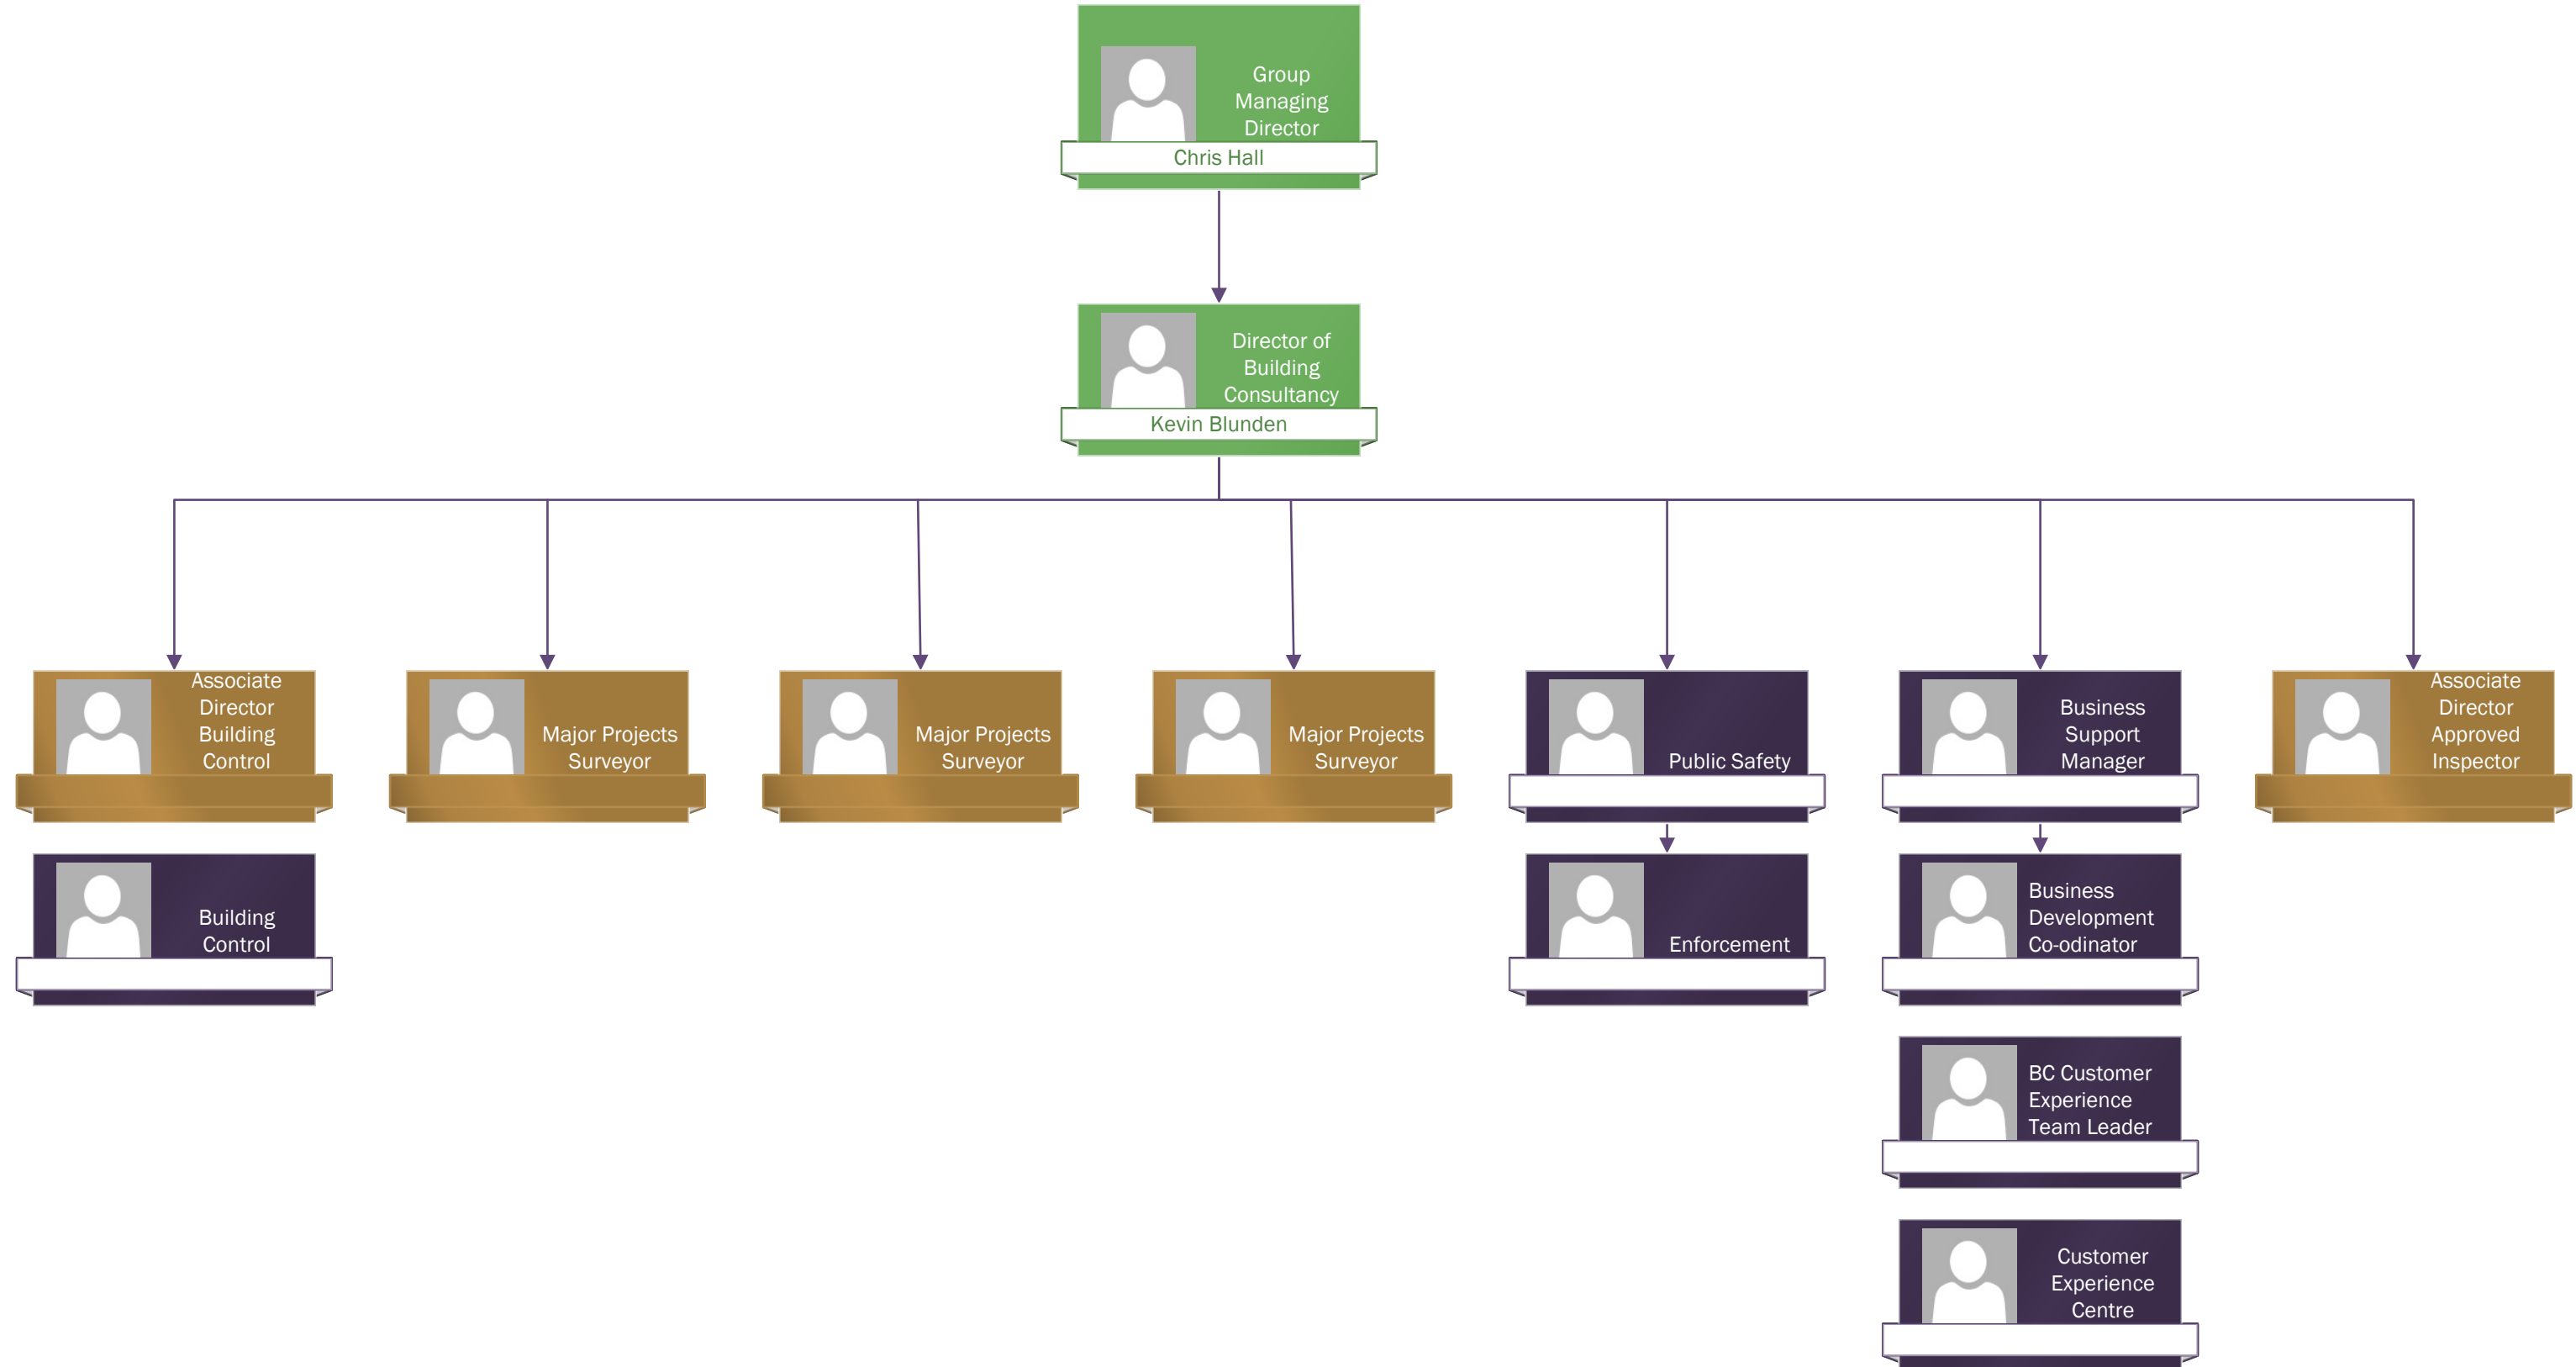 Group
Managing
Director
Chris Hall
Director of
Building
Consultancy
Kevin Blunden
Associate
Director
Building
Control
Major Projects
Surveyor
Major Projects
Surveyor
Major Projects
Surveyor
Public Safety
Business
Support
Manager
Associate
Director
Approved
Inspector
Building
Control
Enforcement
Business
Development
Co-odinator
BC Customer
Experience
Team Leader
Customer
Experience
Centre